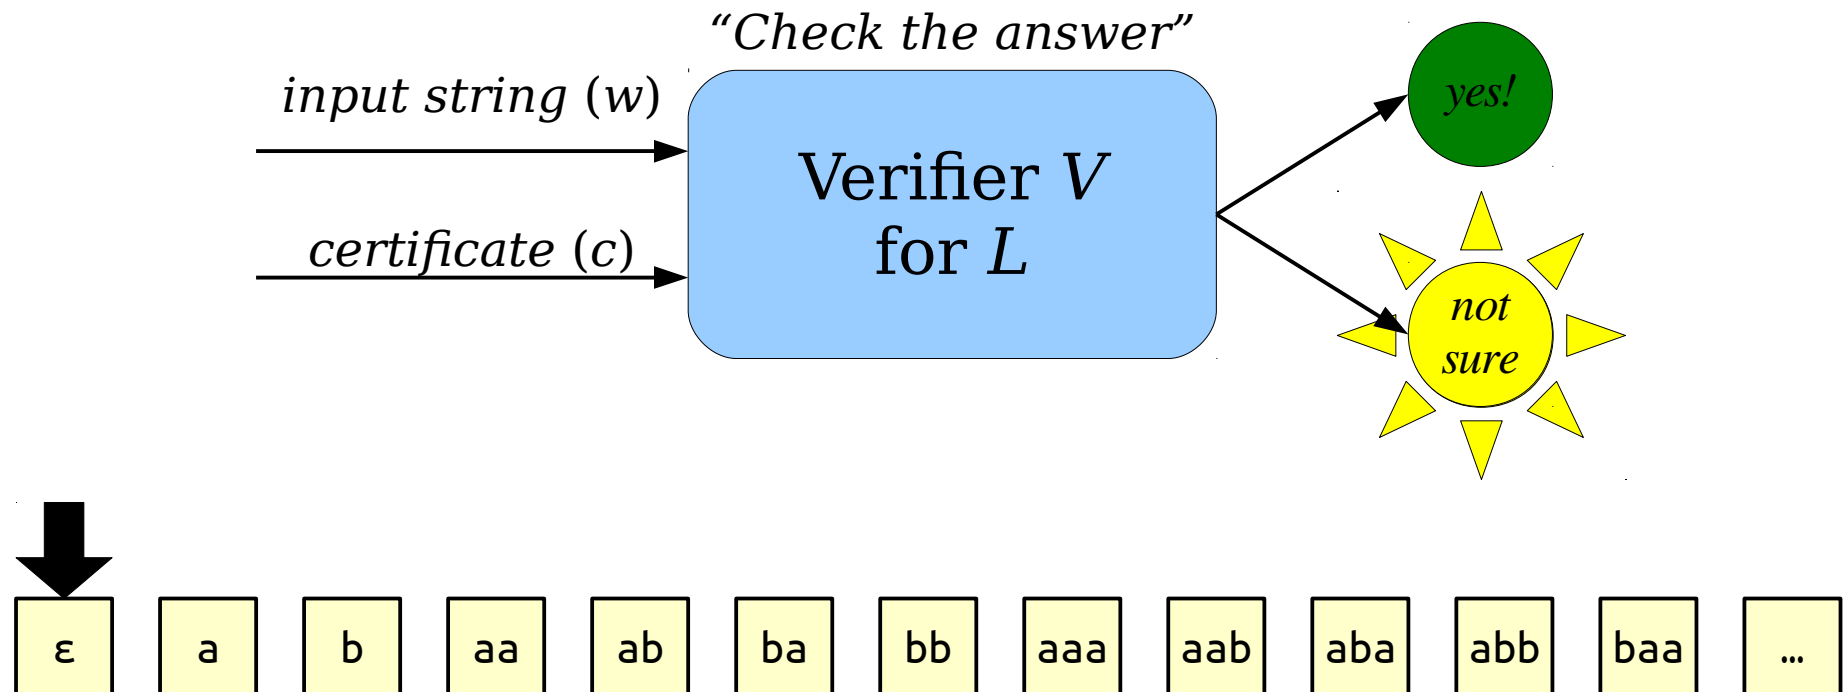 “Check the answer”
input string (w)
certificate (c)
Verifier V
for L
yes!
not
sure
ε a b aa ab ba bb aaa aab aba abb baa …